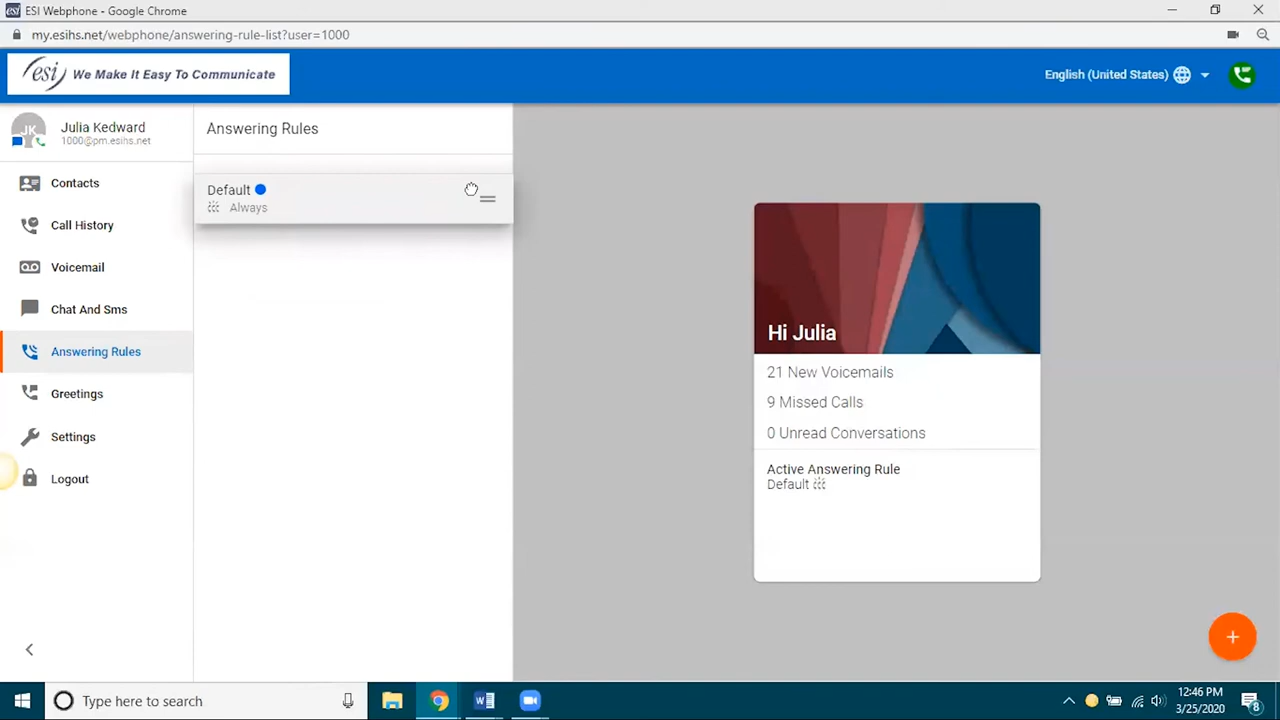 ESI Webphone - Google Chrome
my.esihs.net/webphone/answering-rule-list?user=1000
esi We Make It Easy To Communicate
English (United States)
JK
Julia Kedward
1000@pm.esihs.net
Contacts
Call History
Voicemail
Chat And Sms
Answering Rules
Greetings
Settings
Logout
Answering Rules
Default
Always
Hi Julia
21 New Voicemails
9 Missed Calls
0 Unread Conversations
Active Answering Rule
Default
Type here to search
12:46 PM
3/25/2020
8